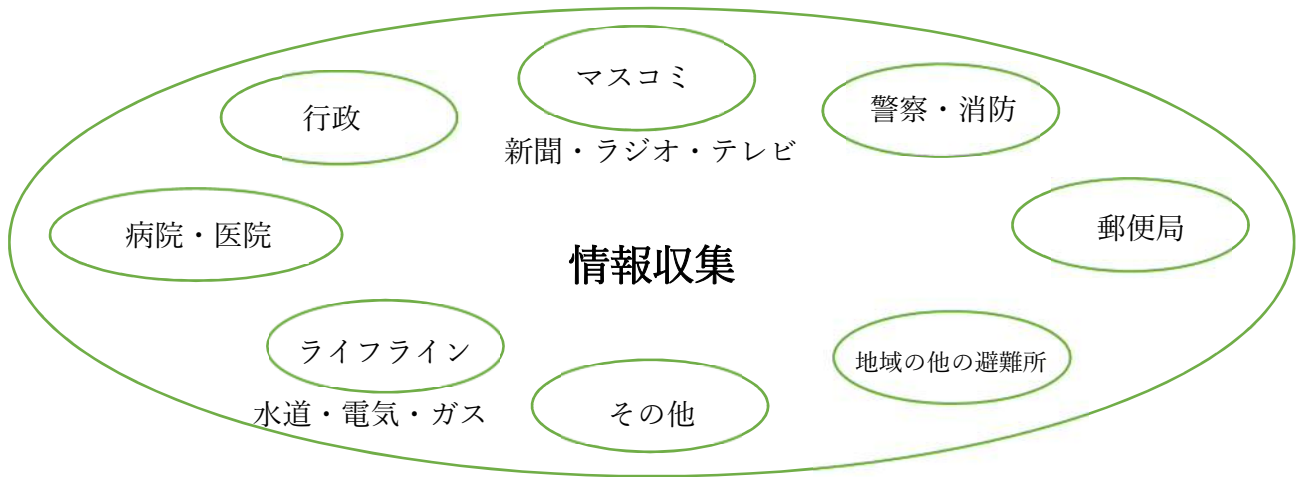 マスコミ
行政
警察・消防
新聞・ラジオ・テレビ
病院・医院
郵便局
情報収集
ライフライン
地域の他の避難所
水道・電気・ガス
その他